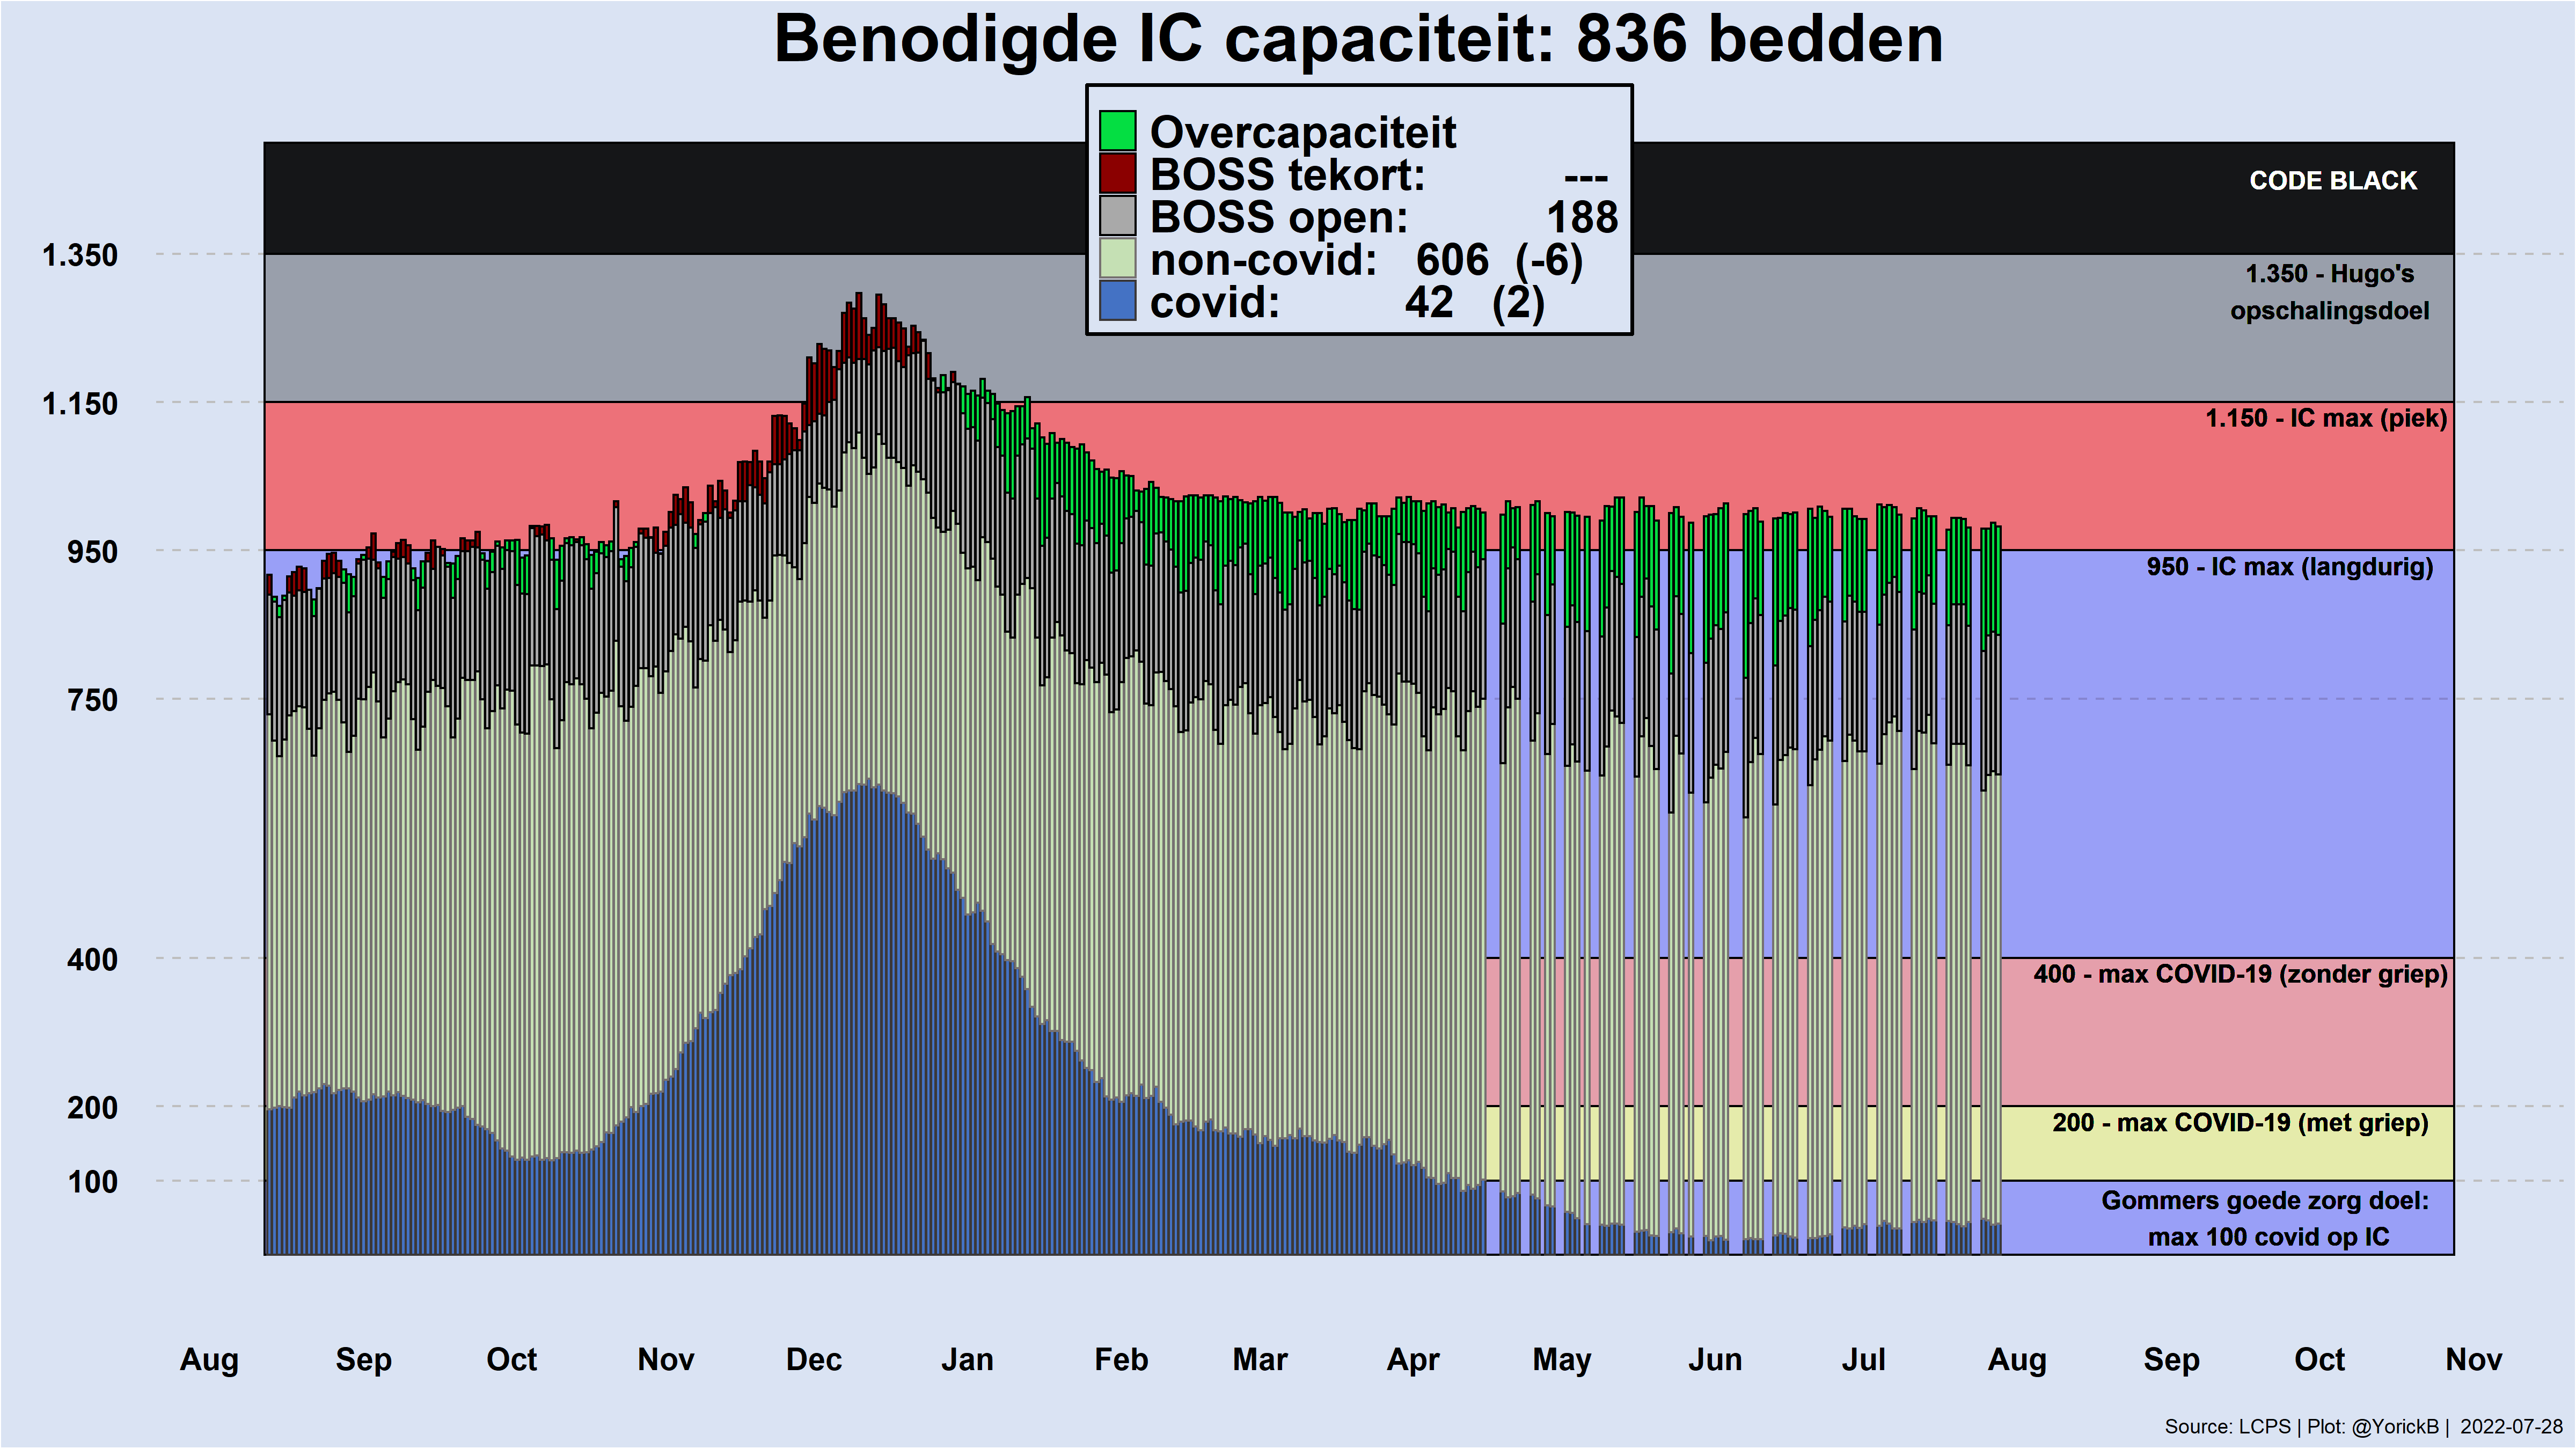 Benodigde IC capaciteit: 836 bedden
Overcapaciteit
BOSS tekort: ---
BOSS open: 188
non-covid: 606 (-6)
covid: 42 (2)
CODE BLACK
1.350
1.350 - Hugo's
opschalingsdoel
1.150
1.150 - IC max (piek)
950
950 - IC max (langdurig)
750
400
400 - max COVID-19 (zonder griep)
200
200 - max COVID-19 (met griep)
100
Gommers goede zorg doel:
max 100 covid op IC
Aug Sep Oct Nov Dec Jan Feb Mar Apr May Jun Jul Aug Sep Oct Nov
Source: LCPS | Plot: @YorickB | 2022-07-28